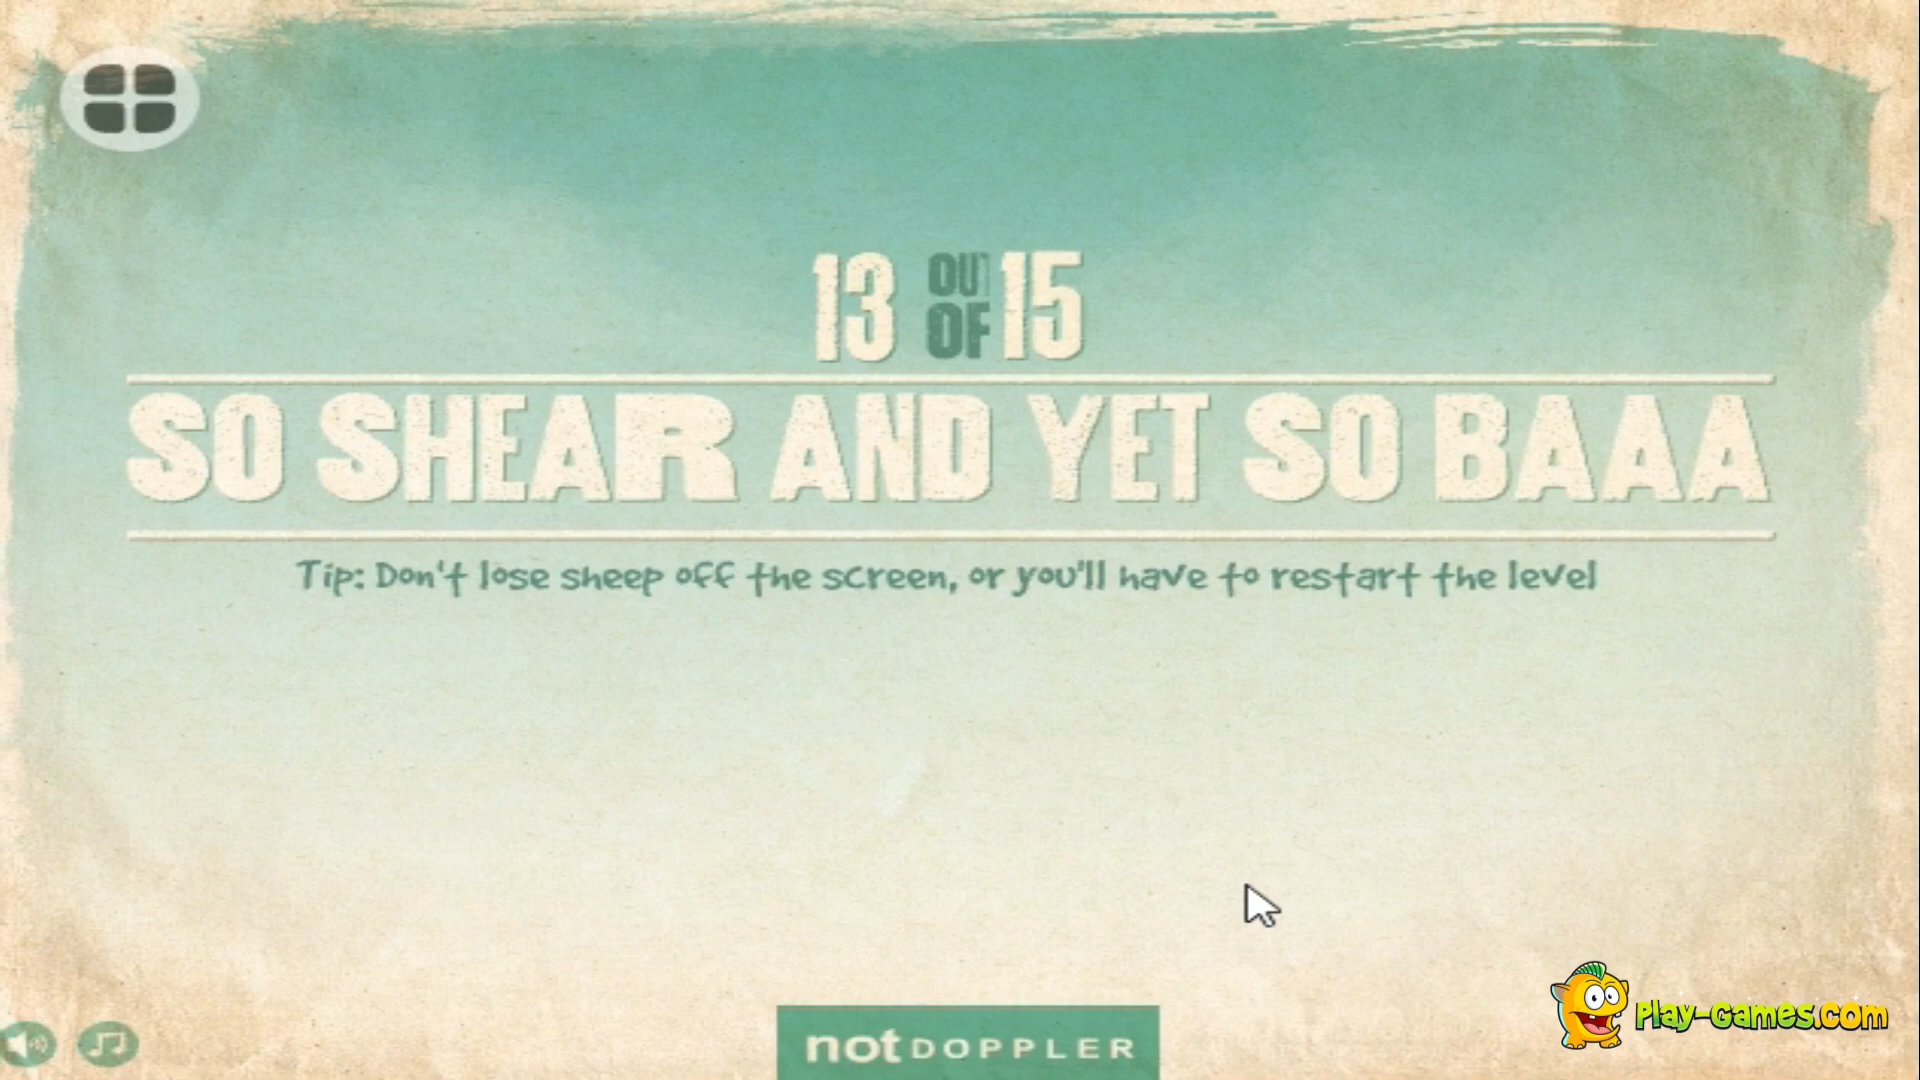 13 OUT OF 15
SO SHEAR AND YET SO BAAA
Tip: Don't lose sheep off the screen, or you'll have to restart the level
notDOPPLER
Play-Games.com